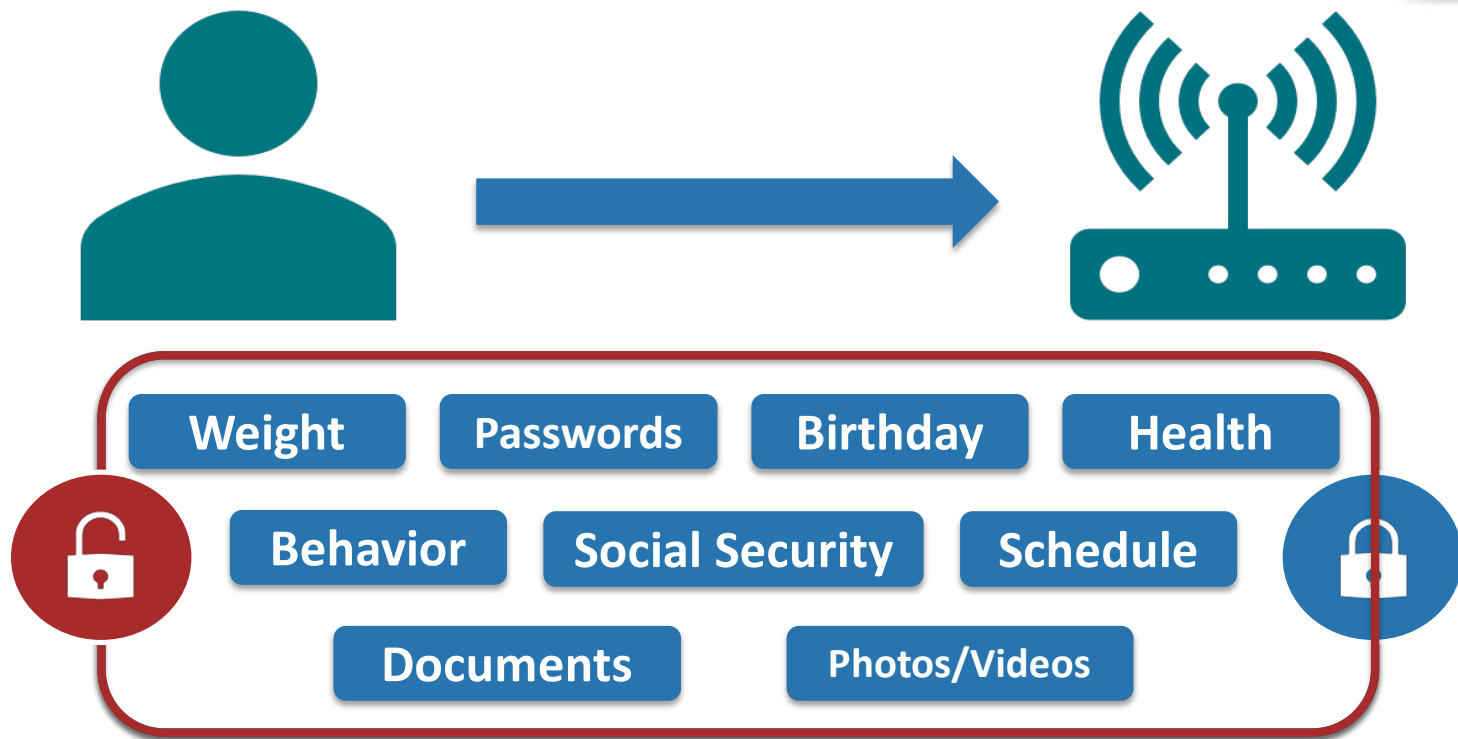 Weight
Passwords
Birthday
Health
Behavior
Social Security
Schedule
Documents
Photos/Videos